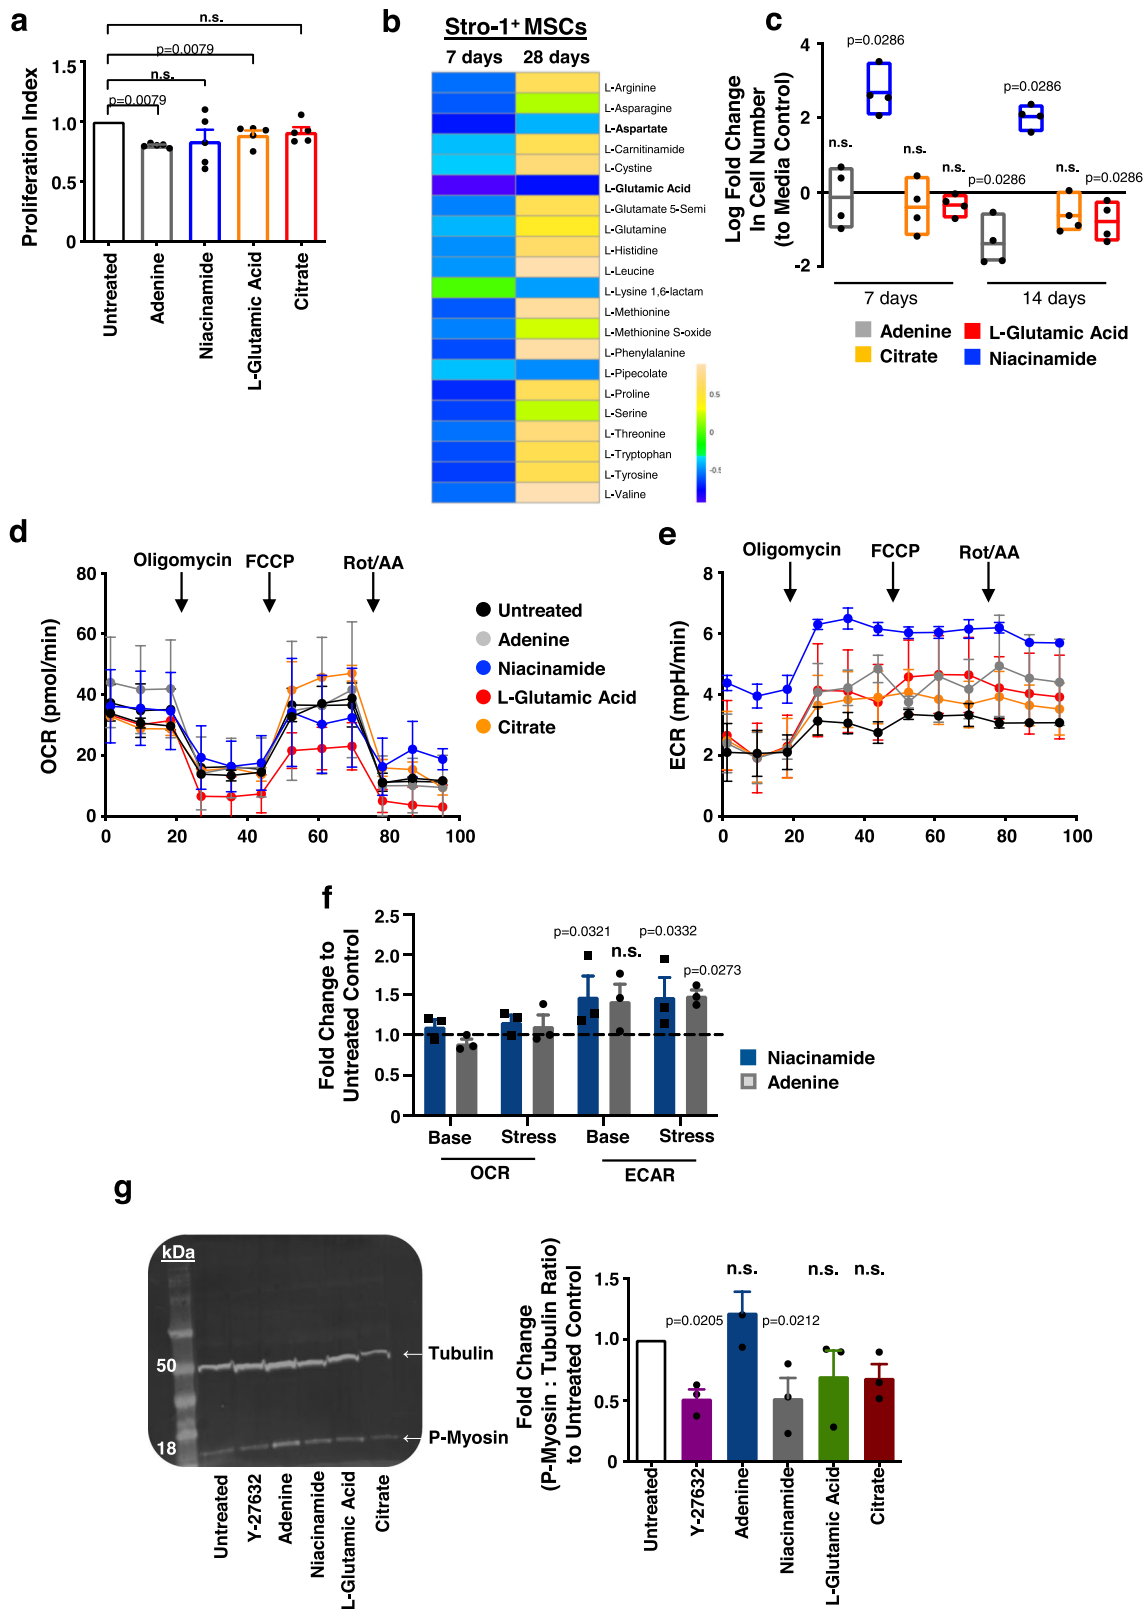 a
n.s.
p=0.0079
n.s.
p=0.0079
Proliferation Index
1.5
1.0
0.5
0
Untreated
Adenine
Niacinamide
L-Glutamic Acid
Citrate
b
Stro-1+ MSCs
7 days
28 days
L-Arginine
L-Asparagine
L-Aspartate
L-Carnitinamide
L-Cystine
L-Glutamic Acid
L-Glutamate 5-Semi
L-Glutamine
L-Histidine
L-Leucine
L-Lysine 1,6-lactam
L-Methionine
L-Methionine S-oxide
L-Phenylalanine
L-Pipecolate
L-Proline
L-Serine
L-Threonine
L-Tryptophan
L-Tyrosine
L-Valine
0.5
0
-0.5
c
Log Fold Change
In Cell Number
(to Media Control)
4
2
0
-2
p=0.0286
n.s.
n.s.
n.s.
p=0.0286
p=0.0286
n.s.
p=0.0286
7 days
14 days
Adenine
L-Glutamic Acid
Citrate
Niacinamide
d
Oligomycin
FCCP
Rot/AA
OCR (pmol/min)
80
60
40
20
0
0
20
40
60
80
100
Untreated
Adenine
Niacinamide
L-Glutamic Acid
Citrate
e
Oligomycin
FCCP
Rot/AA
ECR (mpH/min)
8
6
4
2
0
0
20
40
60
80
100
f
Fold Change to
Untreated Control
2.5
2.0
1.5
1.0
0.5
0
p=0.0321
n.s.
p=0.0332
p=0.0273
Base
Stress
Base
Stress
OCR
ECAR
Niacinamide
Adenine
g
kDa
50
18
Tubulin
P-Myosin
Untreated
Y-27632
Adenine
Niacinamide
L-Glutamic Acid
Citrate
Fold Change
(P-Myosin : Tubulin Ratio)
to Untreated Control
1.5
1.0
0.5
0
p=0.0205
n.s.
p=0.0212
n.s.
n.s.
Untreated
Y-27632
Adenine
Niacinamide
L-Glutamic Acid
Citrate